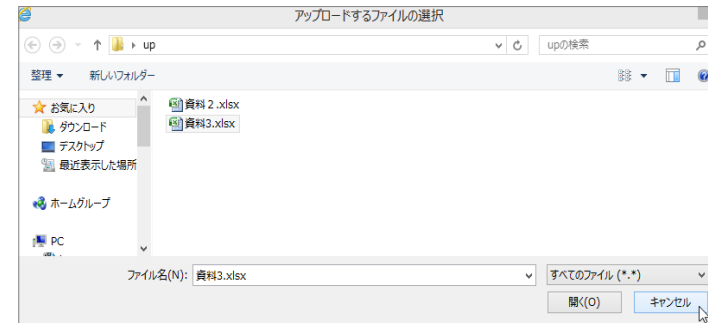 アップロードするファイルの選択
up
upの検索
整理
新しいフォルダー
お気に入り
ダウンロード
デスクトップ
最近表示した場所
ホームグループ
PC
資料２.xlsx
資料3.xlsx
ファイル名(N): 資料3.xlsx
すべてのファイル (*.*)
開く(O)
キャンセル